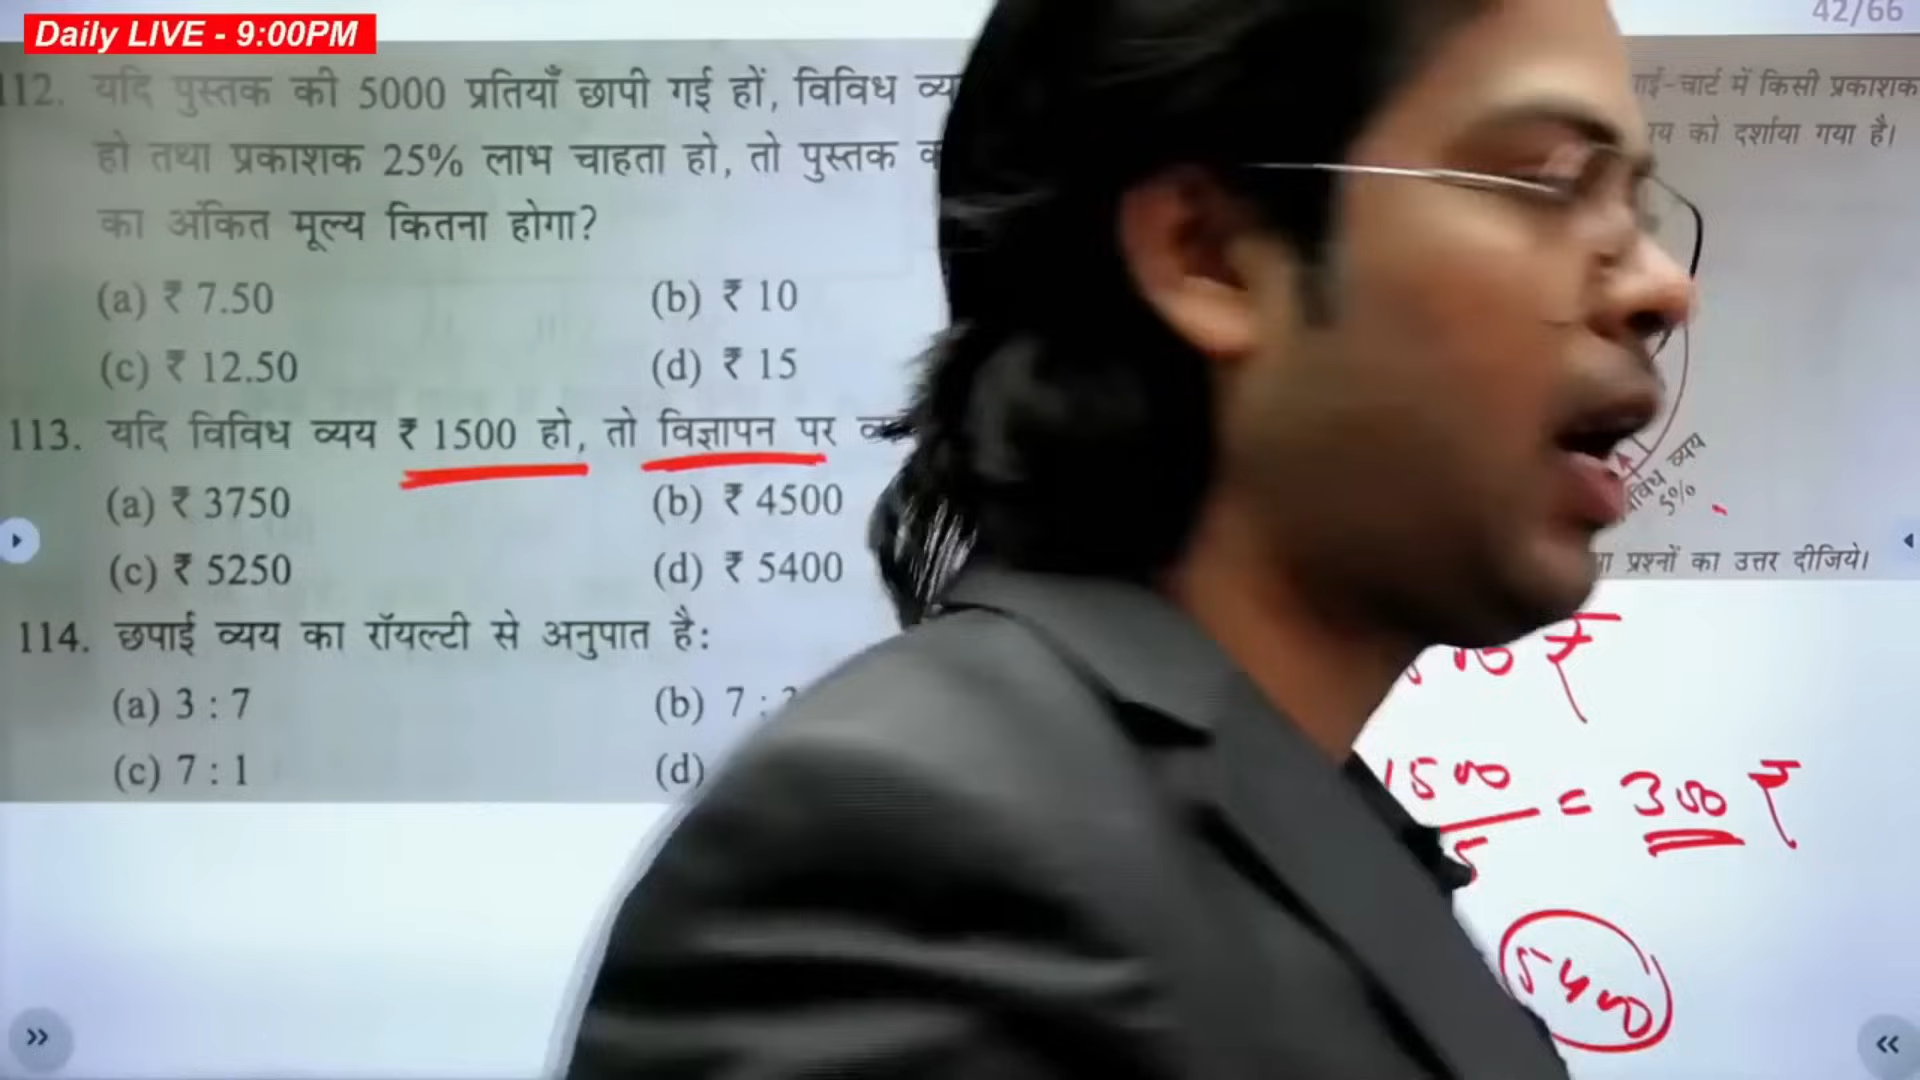 Daily LIVE - 9:00PM
42/66
112. यदि पुस्तक की 5000 प्रतियाँ छापी गई हों, विविध
हो तथा प्रकाशक 25% लाभ चाहता हो, तो पुस्तक
का अंकित मूल्य कितना होगा?
(a) ₹ 7.50 (b) ₹ 10
(c) ₹ 12.50 (d) ₹ 15
113. यदि विविध व्यय ₹ 1500 हो, तो विज्ञापन पर
(a) ₹ 3750 (b) ₹ 4500
(c) ₹ 5250 (d) ₹ 5400
114. छपाई व्यय का रॉयल्टी से अनुपात है:
(a) 3 : 7 (b) 7 :
(c) 7 : 1 (d)
में किसी प्रकाशक
को दर्शाया गया है।
व्यय
5%
प्रश्नों का उत्तर दीजिये।
₹
1500
5
= 300 ₹
5400